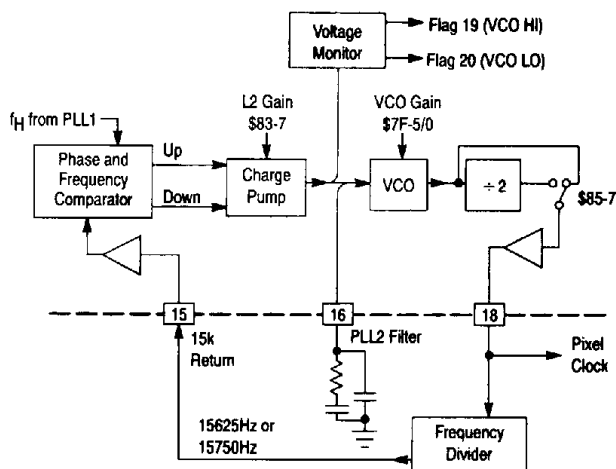 Voltage
Monitor
Flag 19 (VCO HI)
Flag 20 (VCO LO)
L2 Gain
$83-7
VCO Gain
$7F-5/0
fH from PLL1
Phase and
Frequency
Comparator
Up
Down
Charge
Pump
VCO
÷ 2
$85-7
15
16
18
15k
Return
PLL2 Filter
Pixel
Clock
15625Hz or
15750Hz
Frequency
Divider